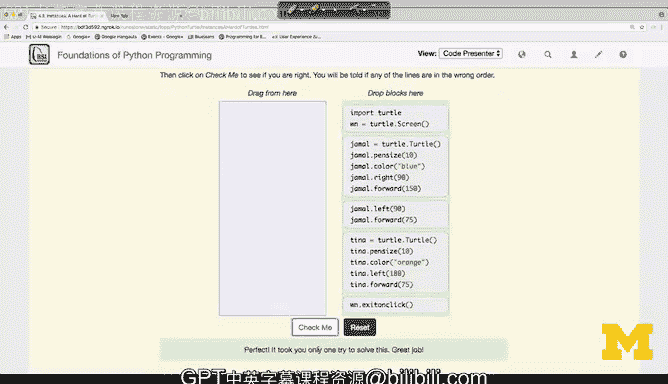 Foundations of Python Programming
View: Code Presenter
Then click on Check Me to see if you are right. You will be told if any of the lines are in the wrong order.
Drag from here
Drop blocks here
import turtle
wn = turtle.Screen()
jamal = turtle.Turtle()
jamal.pensize(10)
jamal.color("blue")
jamal.right(90)
jamal.forward(150)
jamal.left(90)
jamal.forward(75)
tina = turtle.Turtle()
tina.pensize(10)
tina.color("orange")
tina.left(180)
tina.forward(75)
wn.exitonclick()
Check Me
Reset
Perfect! It took you only one try to solve this. Great job!
M
GPT中英字幕课程资源@bilibili.com